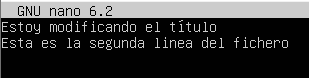 GNU nano 6.2
Estoy modificando el título
Esta es la segunda linea del fichero